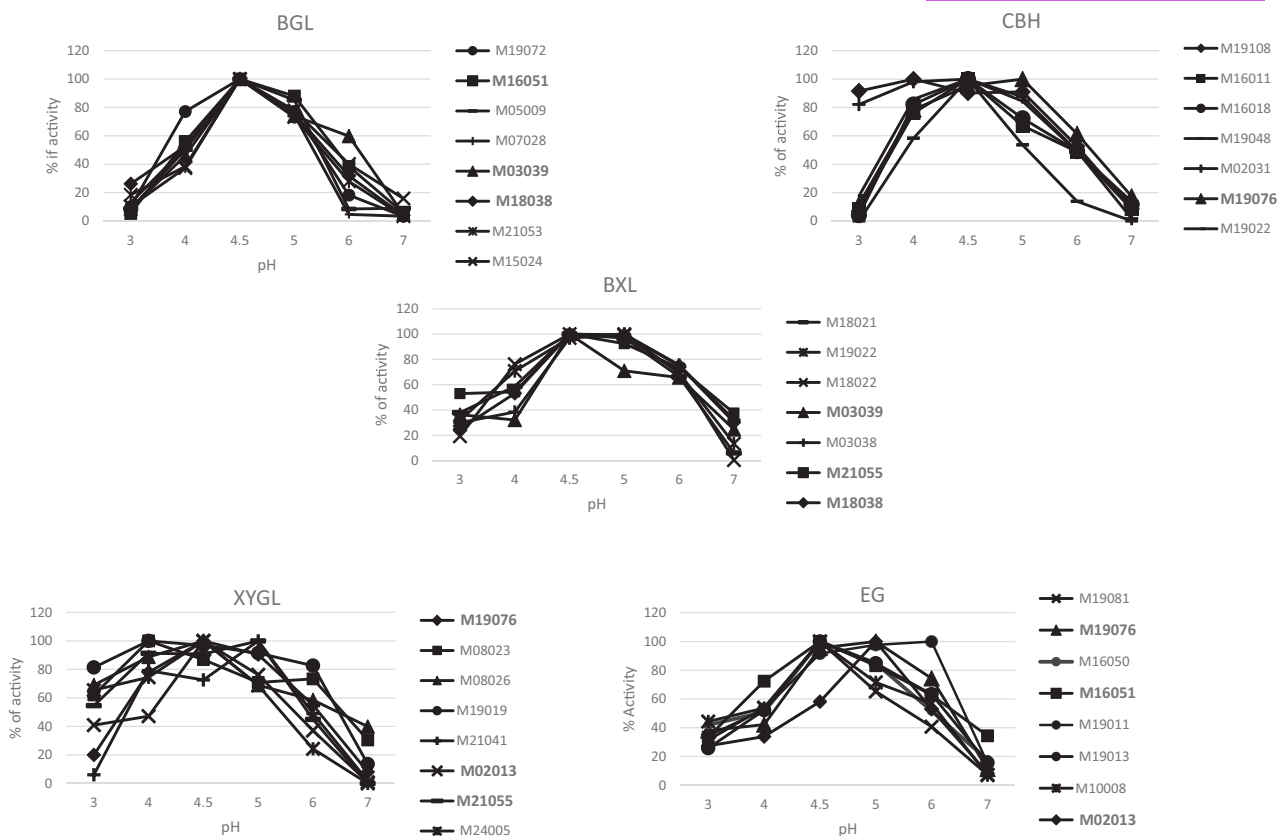 BGL
120
100
80
60
40
20
0
% if activity
3 4 4.5 5 6 7
pH
M19072
M16051
M05009
M07028
M03039
M18038
M21053
M15024
CBH
120
100
80
60
40
20
0
% of activity
3 4 4.5 5 6 7
pH
M19108
M16011
M16018
M19048
M02031
M19076
M19022
BXL
120
100
80
60
40
20
0
% of activity
3 4 4.5 5 6 7
pH
M18021
M19022
M18022
M03039
M03038
M21055
M18038
XYGL
120
100
80
60
40
20
0
% of activity
3 4 4.5 5 6 7
pH
M19076
M08023
M08026
M19019
M21041
M02013
M21055
M24005
EG
120
100
80
60
40
20
0
% Activity
3 4 4.5 5 6 7
pH
M19081
M19076
M16050
M16051
M19011
M19013
M10008
M02013